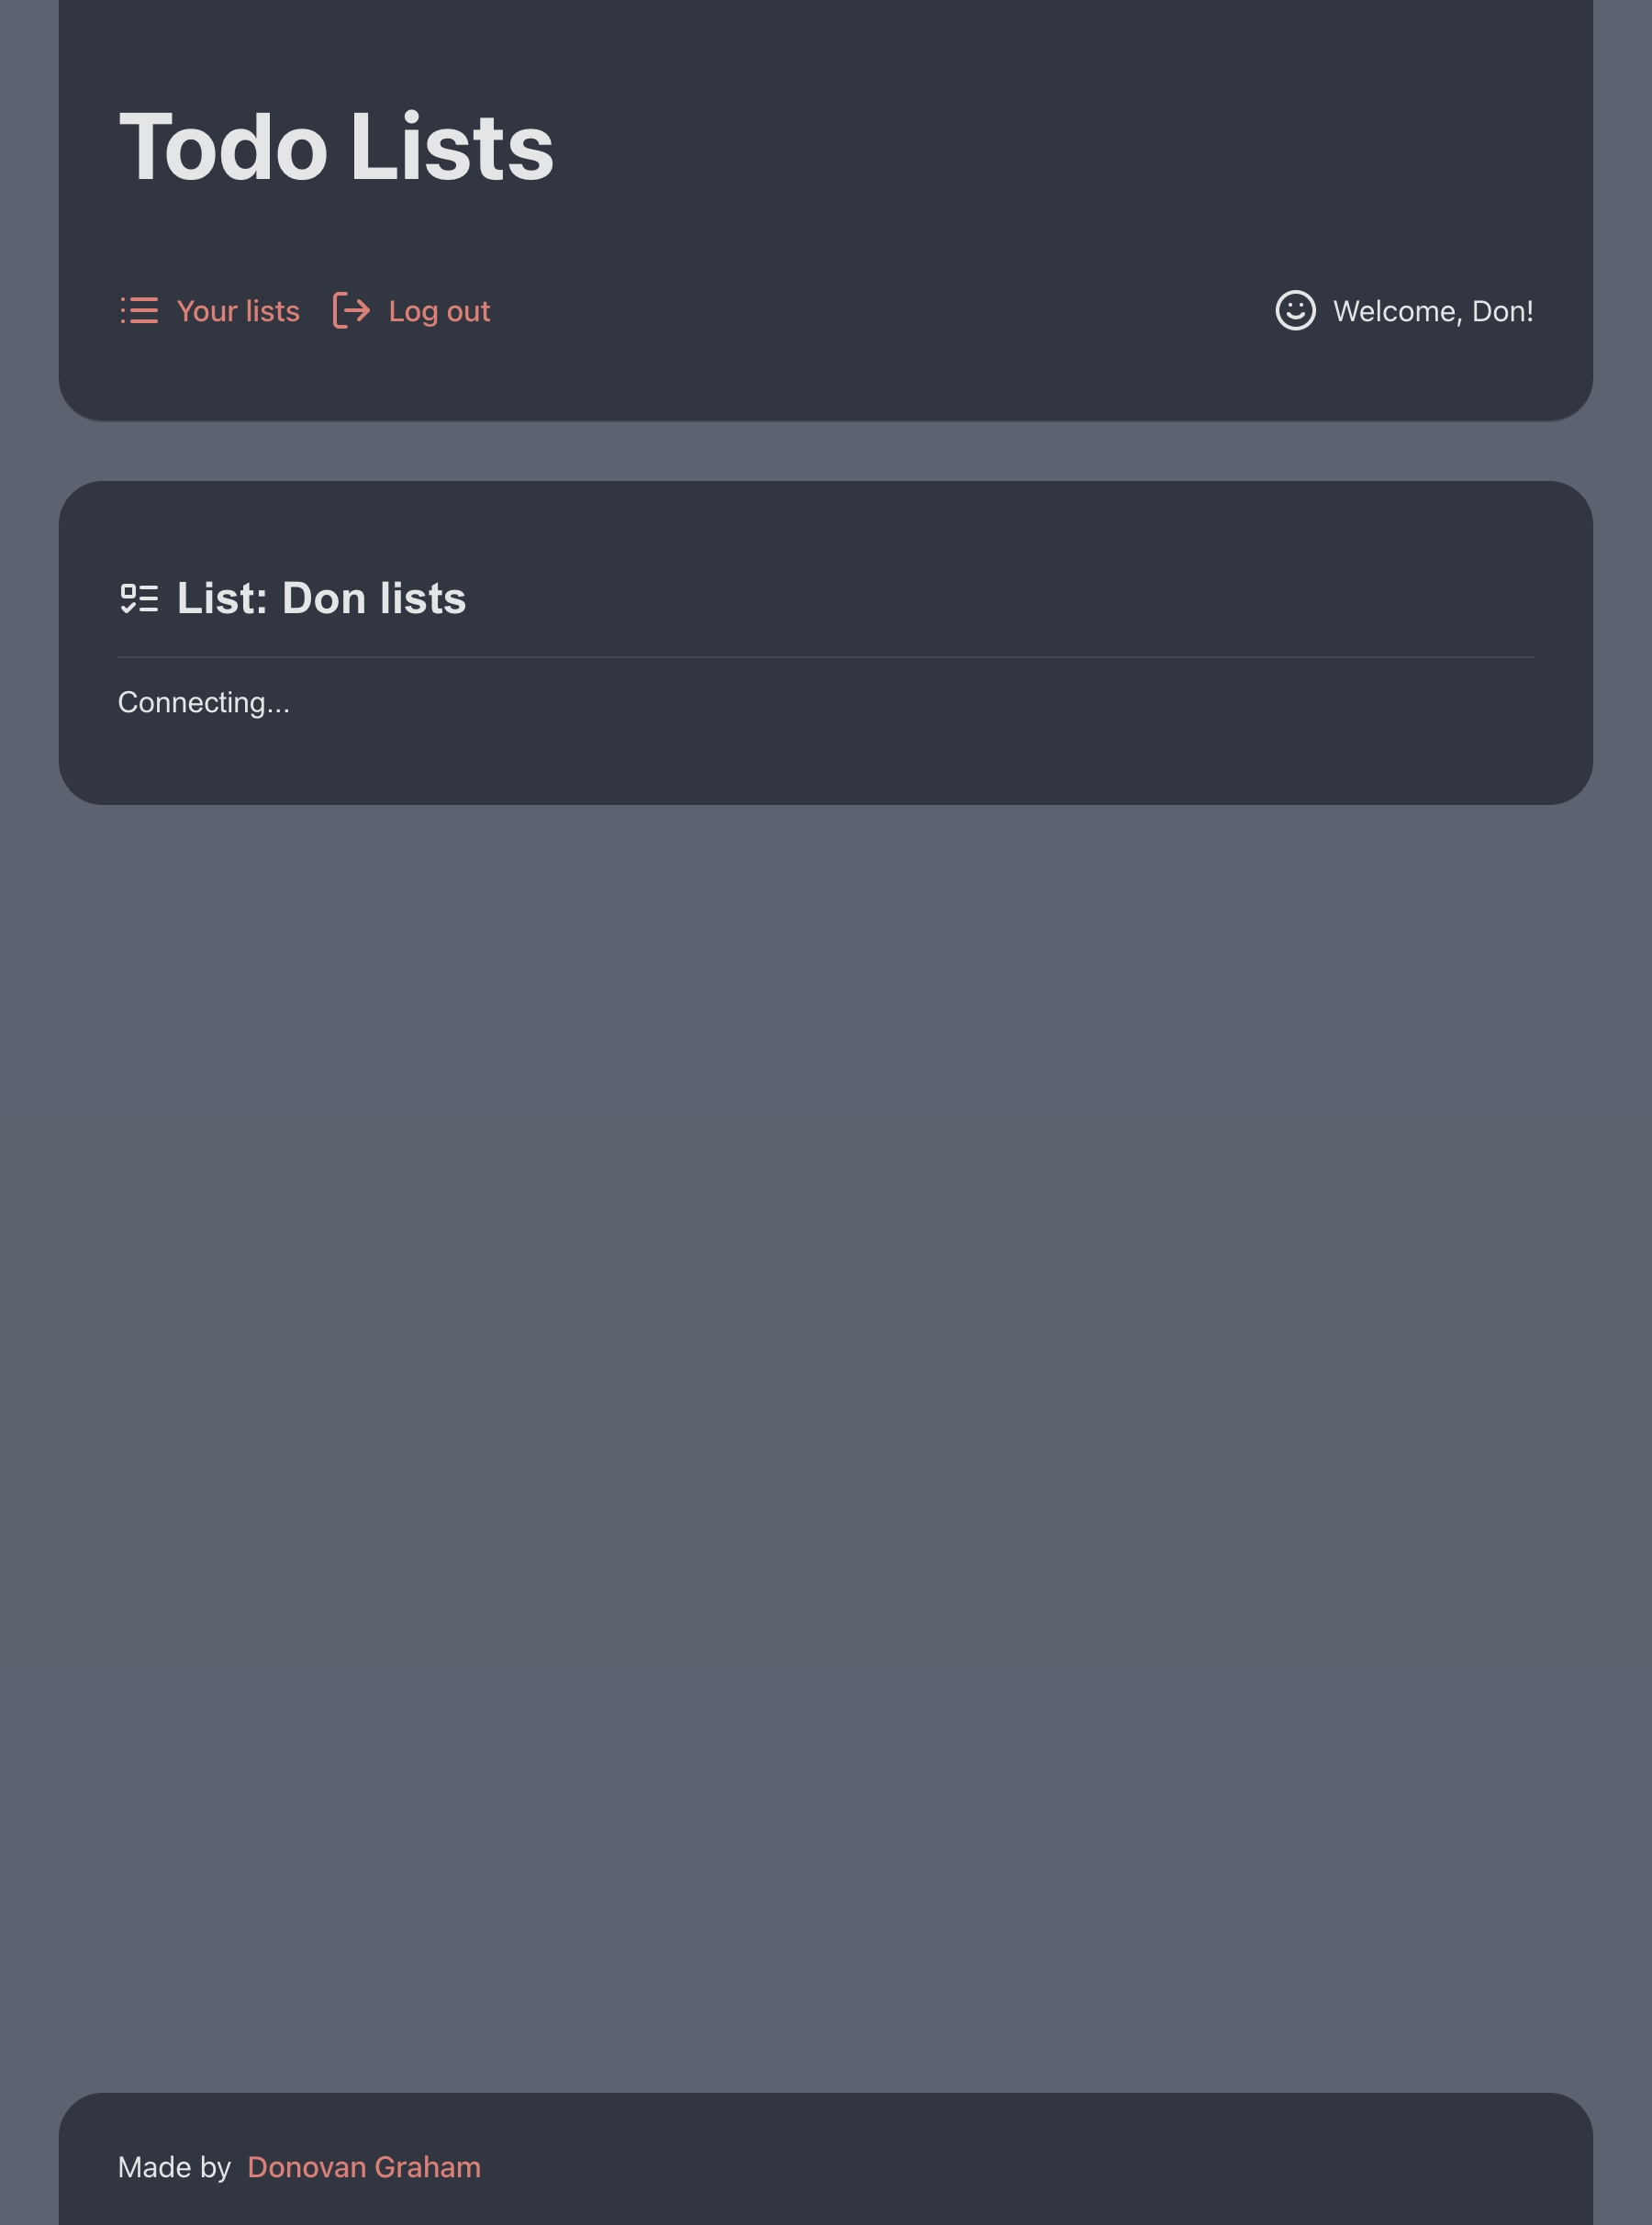 Todo Lists
Your lists Log out Welcome, Don!
List: Don lists
Connecting...
Made by Donovan Graham